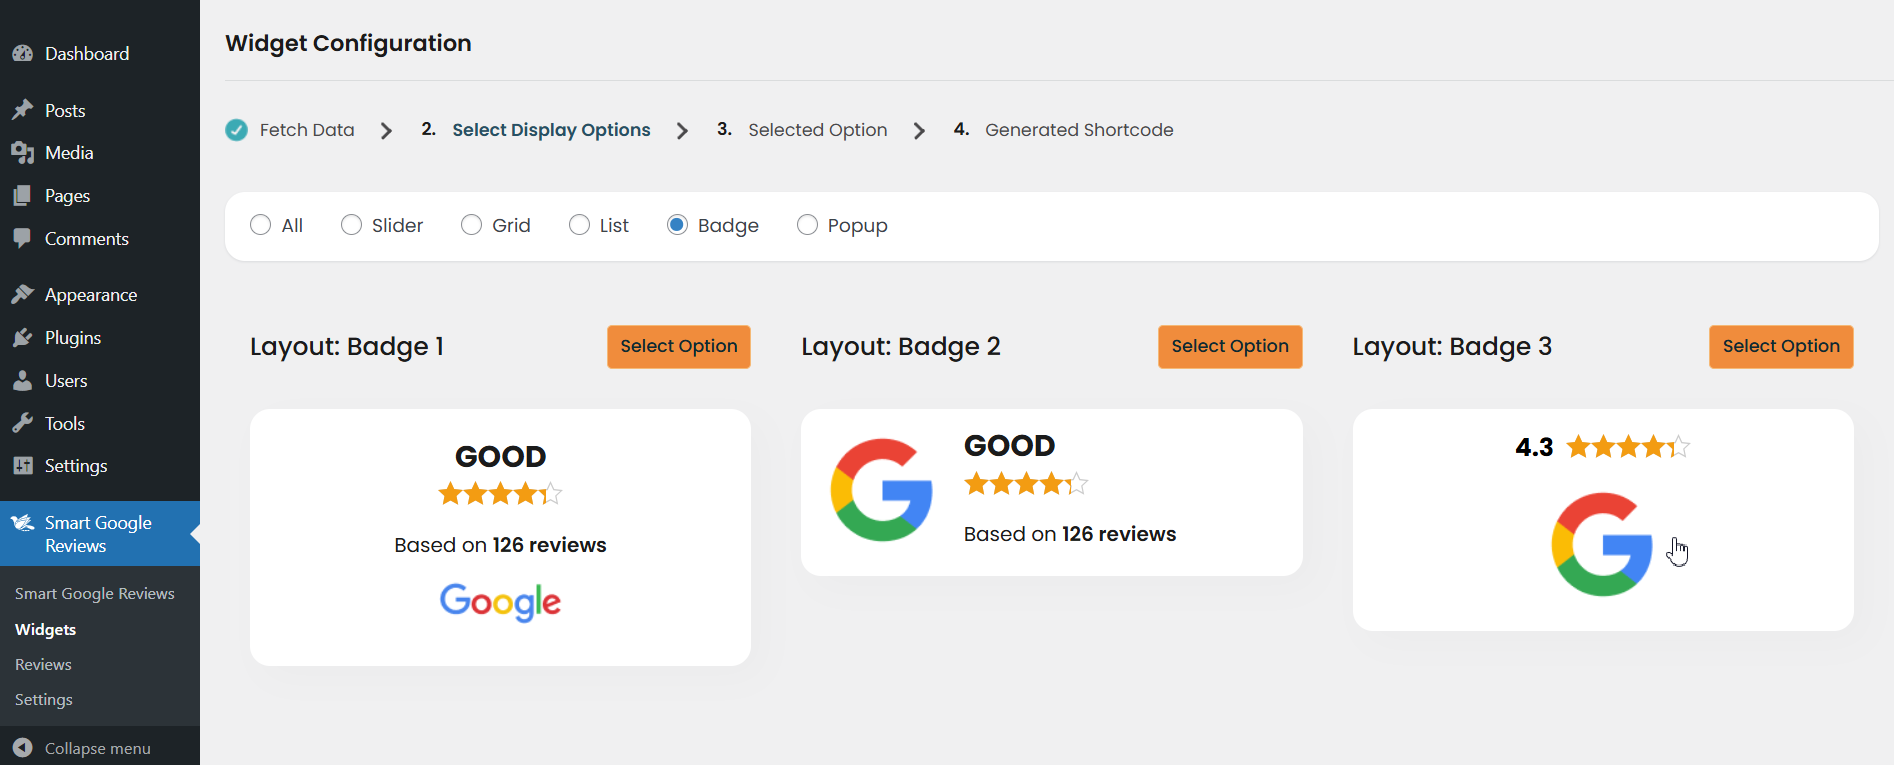 Dashboard
Posts
Media
Pages
Comments
Appearance
Plugins
Users
Tools
Settings
Smart Google
Reviews
Smart Google Reviews
Widgets
Reviews
Settings
Collapse menu
Widget Configuration
Fetch Data 2. Select Display Options 3. Selected Option 4. Generated Shortcode
All Slider Grid List Badge Popup
Layout: Badge 1 Select Option
GOOD
Based on 126 reviews
Google
Layout: Badge 2 Select Option
GOOD
Based on 126 reviews
Layout: Badge 3 Select Option
4.3
G